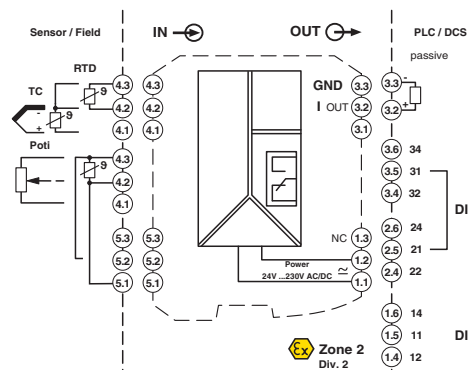 Sensor / Field
IN
OUT
PLC / DCS
passive
RTD
TC
-
+
ϑ
ϑ
4.3
4.2
4.1
4.3
4.2
4.1
GND
I OUT
3.3
3.2
3.1
3.3
3.2
-
+
Poti
ϑ
4.3
4.2
4.1
3.6 34
3.5 31
3.4 32
DI
5.3
5.2
5.1
5.3
5.2
5.1
NC
1.3
1.2
1.1
Power
24V ...230V AC/DC
2.6 24
2.5 21
2.4 22
1.6 14
1.5 11
1.4 12
DI
Ex
Zone 2
Div. 2